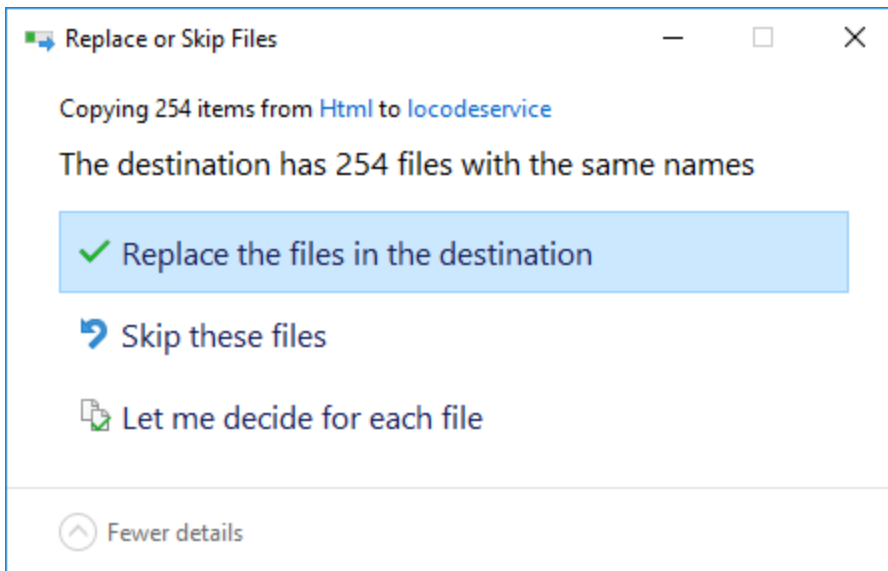 Replace or Skip Files
Copying 254 items from Html to locodeservice
The destination has 254 files with the same names
Replace the files in the destination
Skip these files
Let me decide for each file
Fewer details